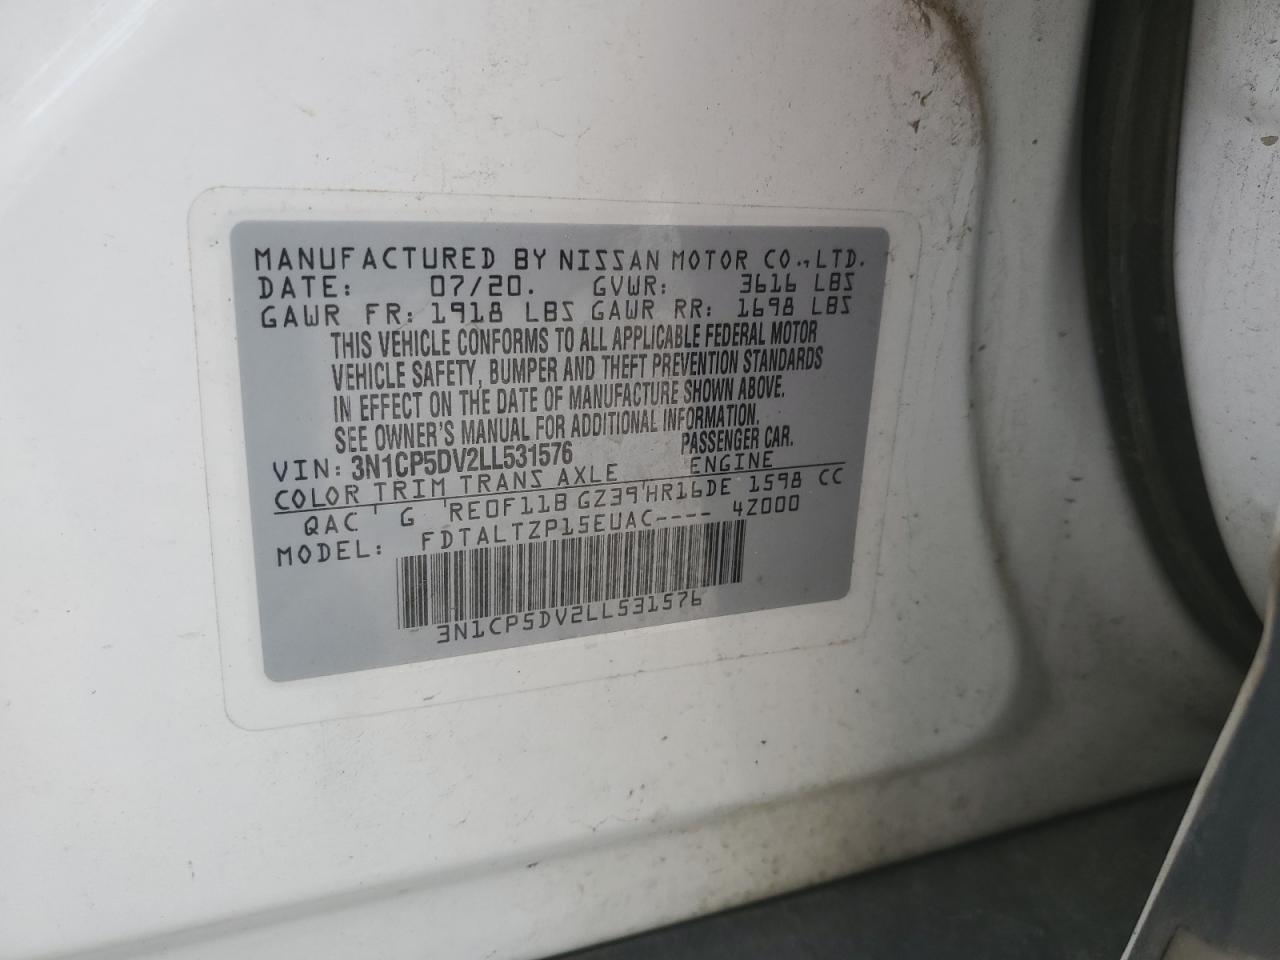 MANUFACTURED BY NISSAN MOTOR CO., LTD.
DATE: 07/20. GVWR: 3616 LBS
GAWR FR: 1918 LBS GAWR RR: 1698 LBS
THIS VEHICLE CONFORMS TO ALL APPLICABLE FEDERAL MOTOR
VEHICLE SAFETY, BUMPER AND THEFT PREVENTION STANDARDS
IN EFFECT ON THE DATE OF MANUFACTURE SHOWN ABOVE.
SEE OWNER'S MANUAL FOR ADDITIONAL INFORMATION.
VIN: 3N1CP5DV2LL531576 PASSENGER CAR.
COLOR TRIM TRANS AXLE ENGINE
QAC ' G 'RE0F11B GZ39'HR16DE 1598 CC
MODEL: FDTALTZP15EUAC---- 4Z000
3N1CP5DV2LL531576